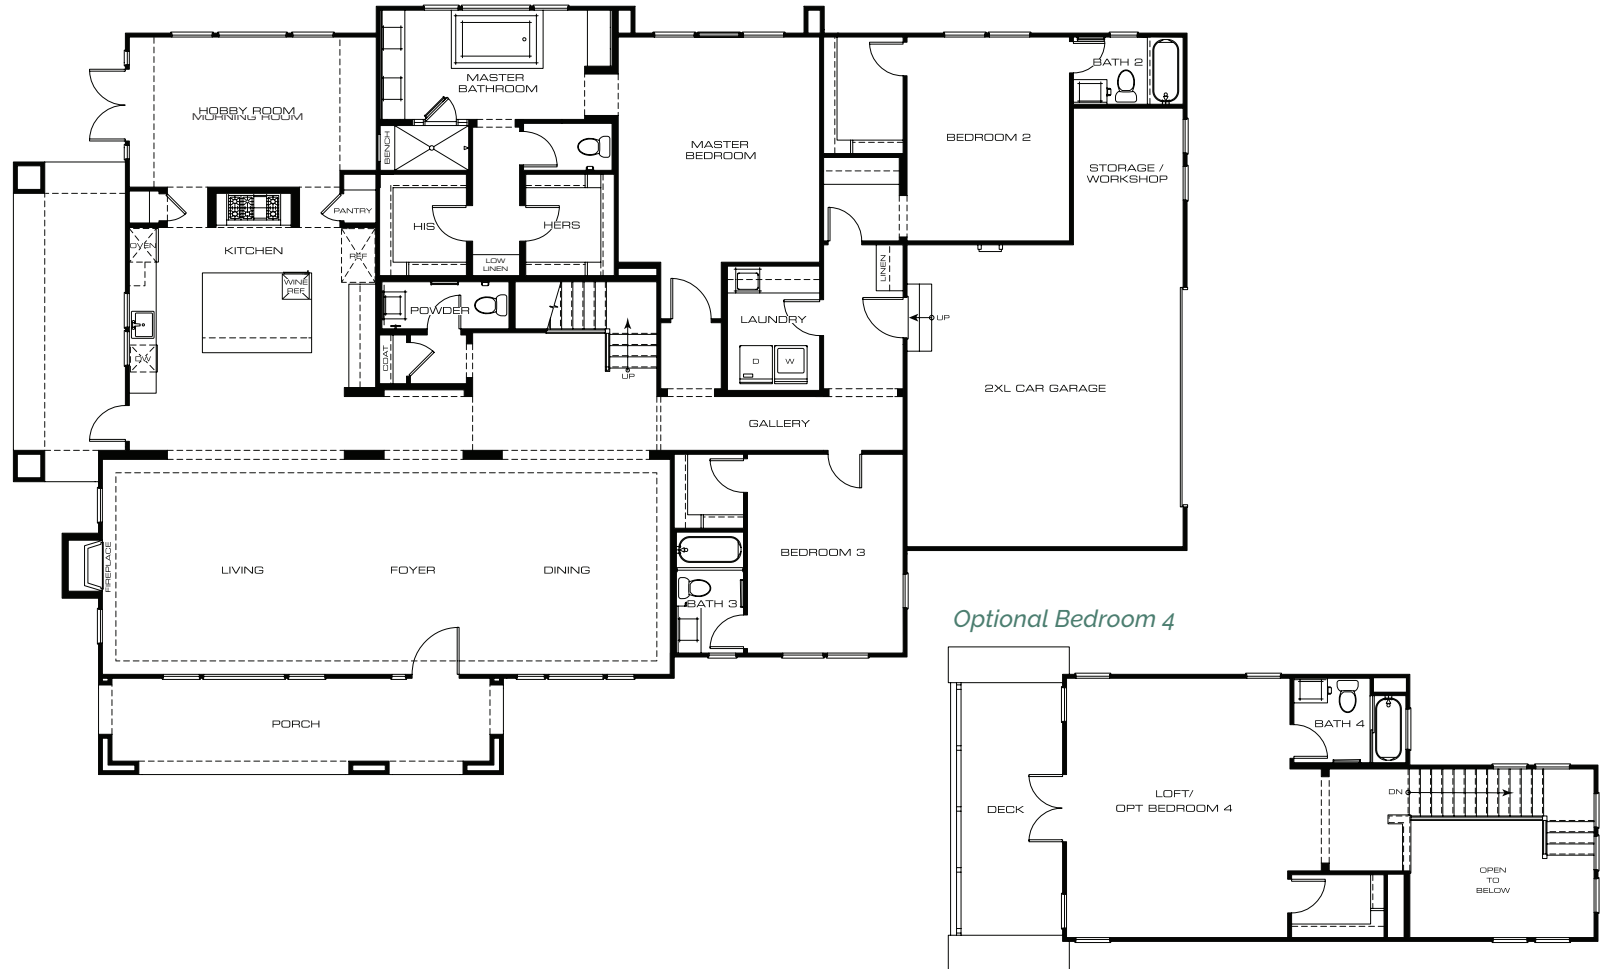 MASTER
BATHROOM
BATH 2
HOBBY ROOM
MORNING ROOM
BENCH
MASTER
BEDROOM
BEDROOM 2
STORAGE /
WORKSHOP
PANTRY
HIS
HERS
OVEN
KITCHEN
REF
LOW
LINEN
LINEN
WINE
REF
POWDER
LAUNDRY
UP
DW
COAT
D
W
UP
2XL CAR GARAGE
GALLERY
FIREPLACE
LIVING
FOYER
DINING
BEDROOM 3
BATH 3
PORCH
Optional Bedroom 4
BATH 4
DECK
LOFT/
OPT BEDROOM 4
DN
OPEN
TO
BELOW